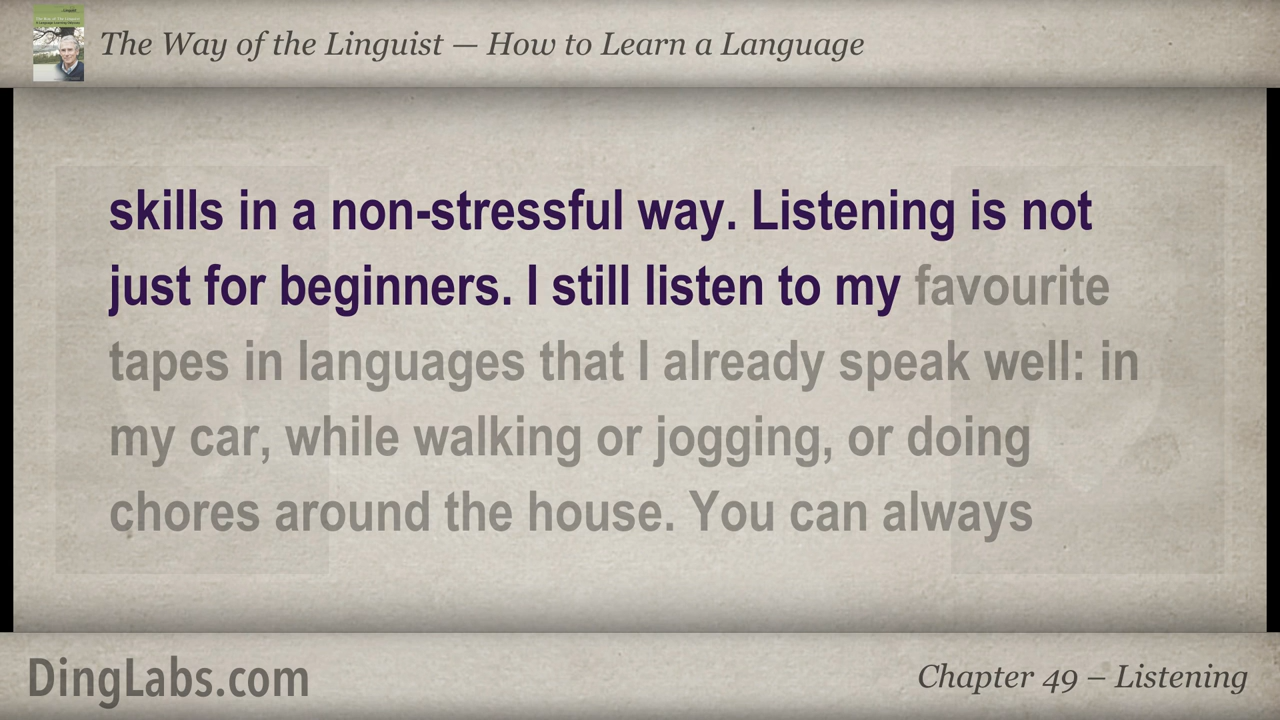 The Way of the Linguist — How to Learn a Language
skills in a non-stressful way. Listening is not
just for beginners. I still listen to my favourite
tapes in languages that I already speak well: in
my car, while walking or jogging, or doing
chores around the house. You can always
DingLabs.com
Chapter 49 – Listening